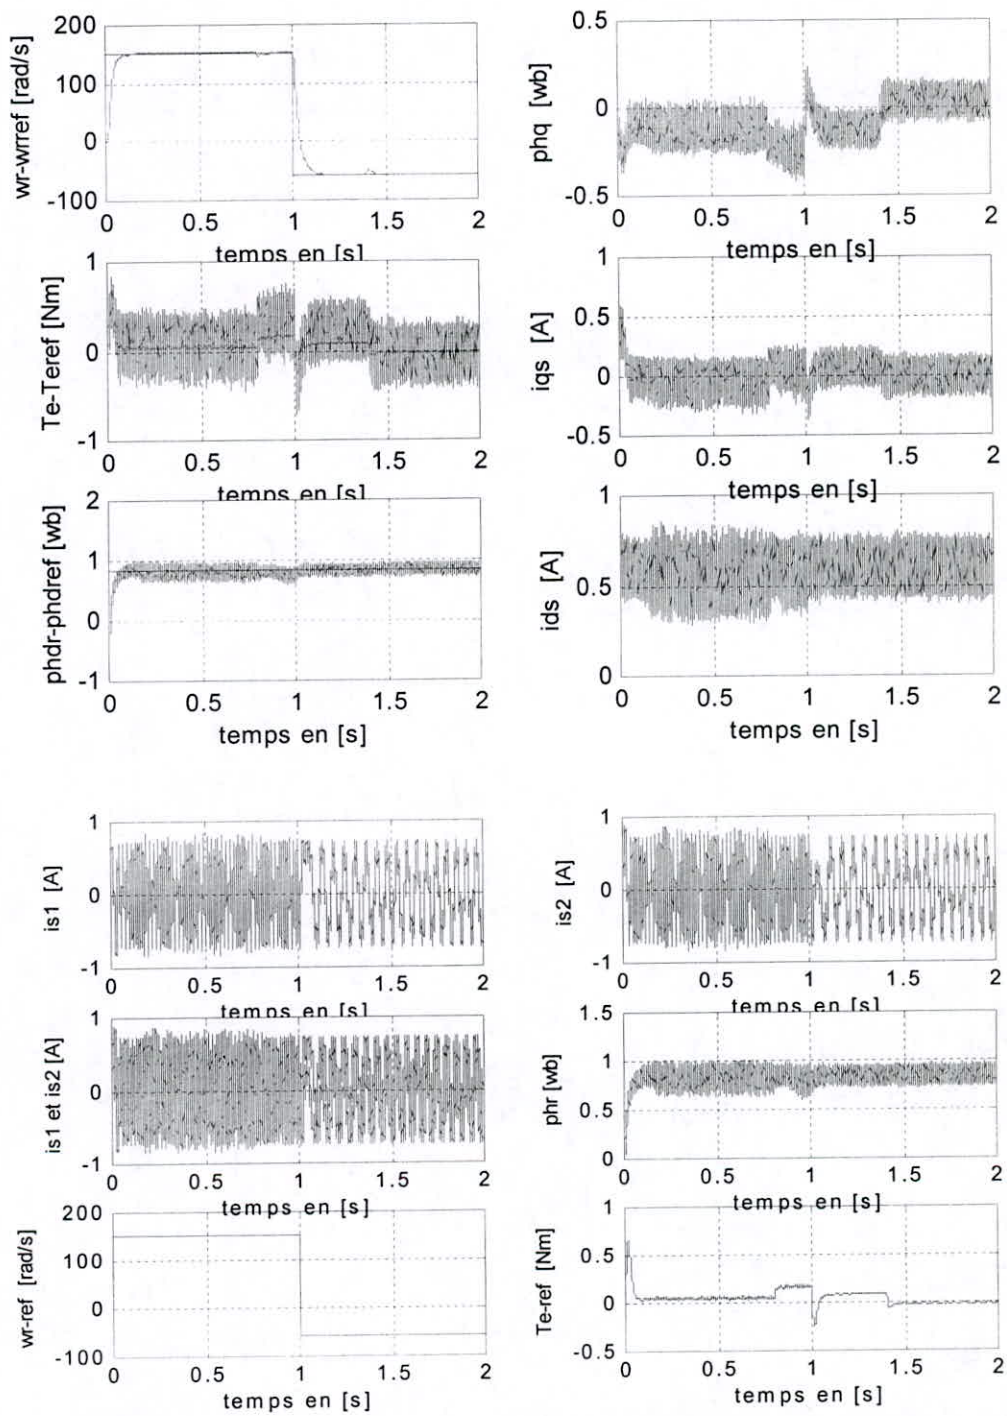 wr-wrref [rad/s]
200
100
0
-100
0 0.5 1 1.5 2
temps en [s]
phq [wb]
0.5
0
-0.5
0 0.5 1 1.5 2
temps en [s]
Te-Teref [Nm]
1
0
-1
0 0.5 1 1.5 2
temps en [s]
iqs [A]
1
0.5
0
-0.5
0 0.5 1 1.5 2
temps en [s]
phdr-phdref [wb]
2
1
0
-1
0 0.5 1 1.5 2
temps en [s]
ids [A]
1
0.5
0
0 0.5 1 1.5 2
temps en [s]
is1 [A]
1
0
-1
0 0.5 1 1.5 2
temps en [s]
is2 [A]
1
0
-1
0 0.5 1 1.5 2
temps en [s]
is1 et is2 [A]
1
0
-1
0 0.5 1 1.5 2
temps en [s]
phr [wb]
1.5
1
0.5
0
0 0.5 1 1.5 2
temps en [s]
wr-ref [rad/s]
200
100
0
-100
0 0.5 1 1.5 2
temps en [s]
Te-ref [Nm]
1
0.5
0
-0.5
0 0.5 1 1.5 2
temps en [s]